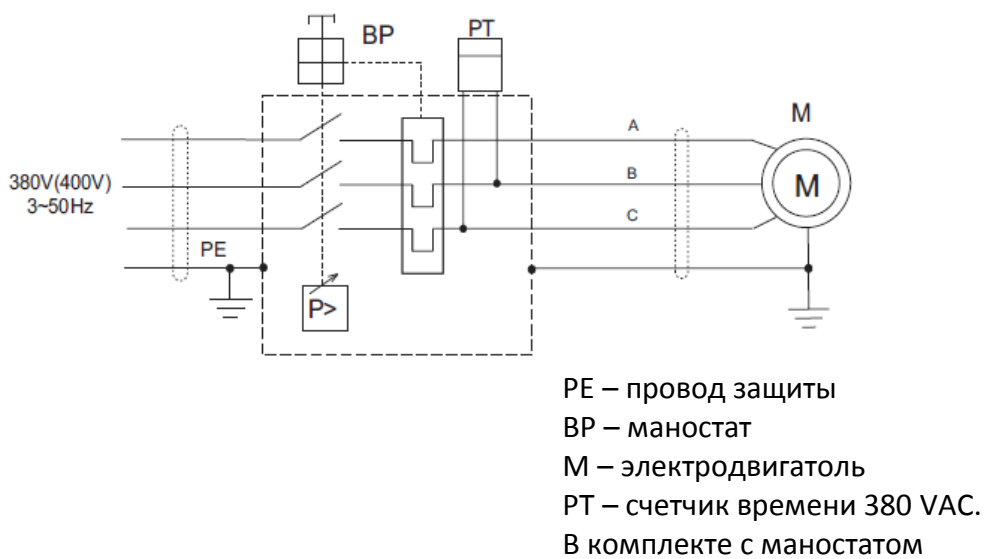 BP
PT
M
A
B
C
M
380V(400V)
3~50Hz
PE
P>
PE – провод защиты
BP – маностат
М – электродвигатоль
РТ – счетчик времени 380 VAC.
В комплекте с маностатом